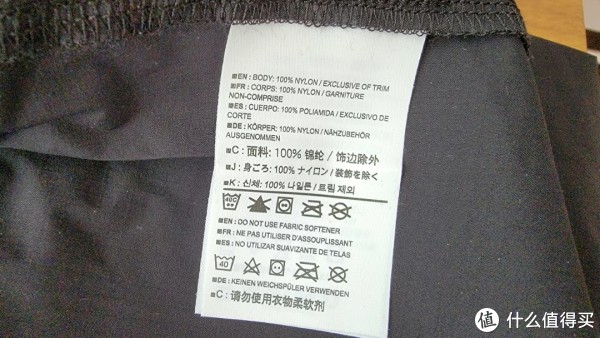 ■EN: BODY: 100% NYLON / EXCLUSIVE OF TRIM
■FR: CORPS: 100% NYLON / GARNITURE
NON-COMPRISE
■ES: CUERPO: 100% POLIAMIDA / EXCLUSIVO DE
CORTE
■DE: KÖRPER: 100% NYLON / NÄHZUBEHÖR
AUSGENOMMEN
■C: 面料: 100% 锦纶 / 饰边除外
■J: 身ごろ: 100% ナイロン / 装飾を除く
■K: 신체: 100% 나일론 / 트림 제외
40C
■EN: DO NOT USE FABRIC SOFTENER
■FR: NE PAS UTILISER D'ASSOUPLISSANT
■ES: NO UTILIZAR SUAVIZANTE DE TELAS
40
■DE: KEINEN WEICHSPÜLER VERWENDEN
■C: 请勿使用衣物柔软剂
值 什么值得买